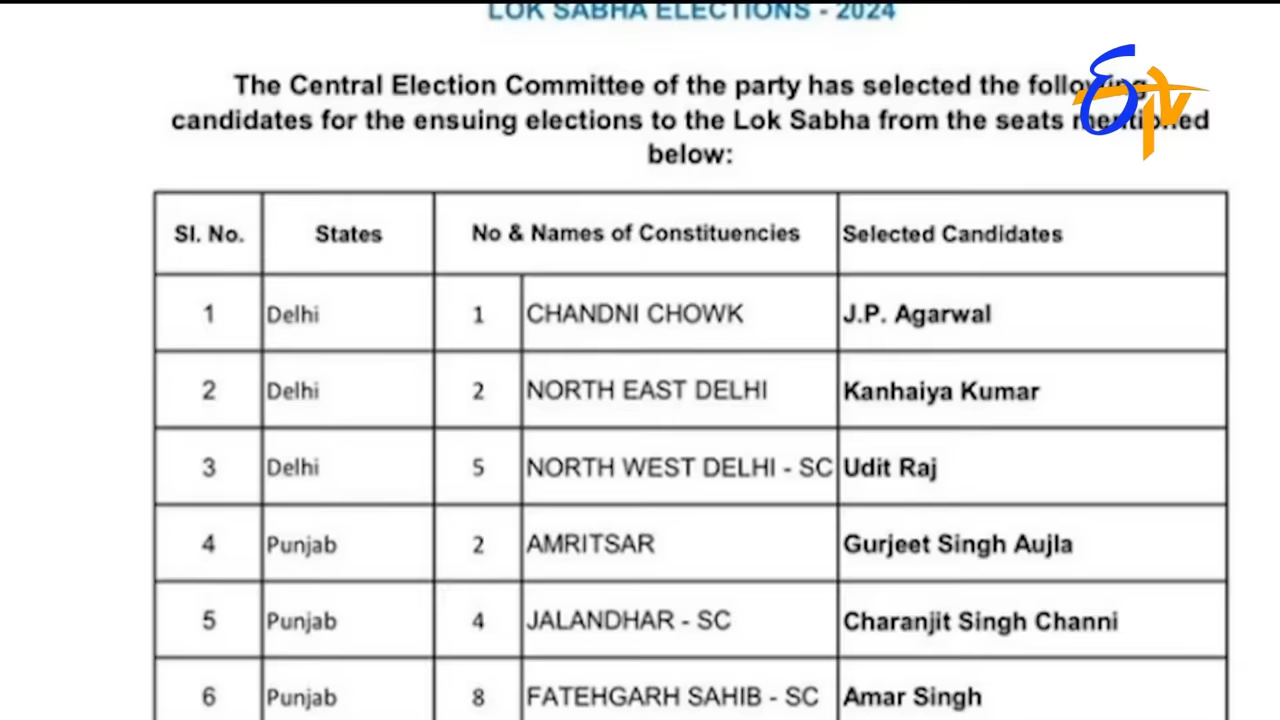 LOK SABHA ELECTIONS - 2024
The Central Election Committee of the party has selected the following
candidates for the ensuing elections to the Lok Sabha from the seats mentioned
below:
Sl. No. States No & Names of Constituencies Selected Candidates
1 Delhi 1 CHANDNI CHOWK J.P. Agarwal
2 Delhi 2 NORTH EAST DELHI Kanhaiya Kumar
3 Delhi 5 NORTH WEST DELHI - SC Udit Raj
4 Punjab 2 AMRITSAR Gurjeet Singh Aujla
5 Punjab 4 JALANDHAR - SC Charanjit Singh Channi
6 Punjab 8 FATEHGARH SAHIB - SC Amar Singh
ETV